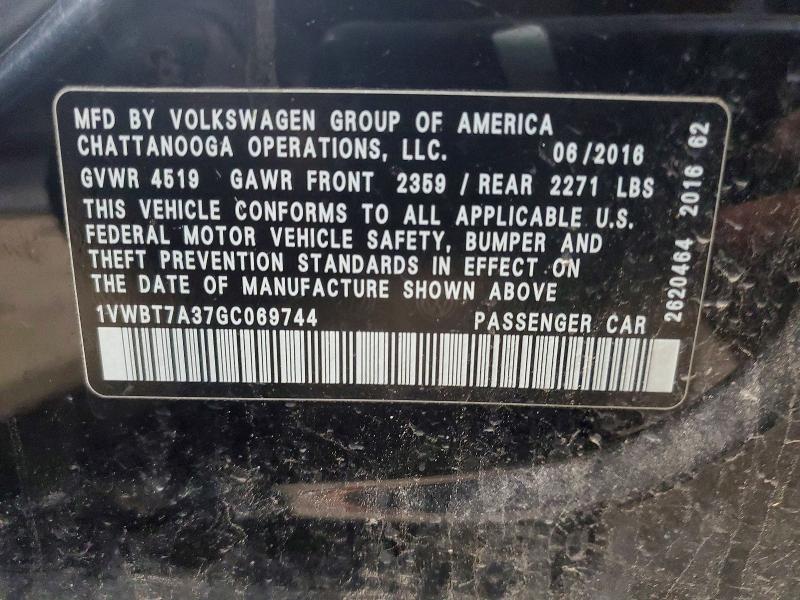 MFD BY VOLKSWAGEN GROUP OF AMERICA
CHATTANOOGA OPERATIONS, LLC. 06/2016
GVWR 4519 GAWR FRONT 2359 / REAR 2271 LBS
THIS VEHICLE CONFORMS TO ALL APPLICABLE U.S.
FEDERAL MOTOR VEHICLE SAFETY, BUMPER AND
THEFT PREVENTION STANDARDS IN EFFECT ON
THE DATE OF MANUFACTURE SHOWN ABOVE
1VWBT7A37GC069744 PASSENGER CAR
2620464 2016 62